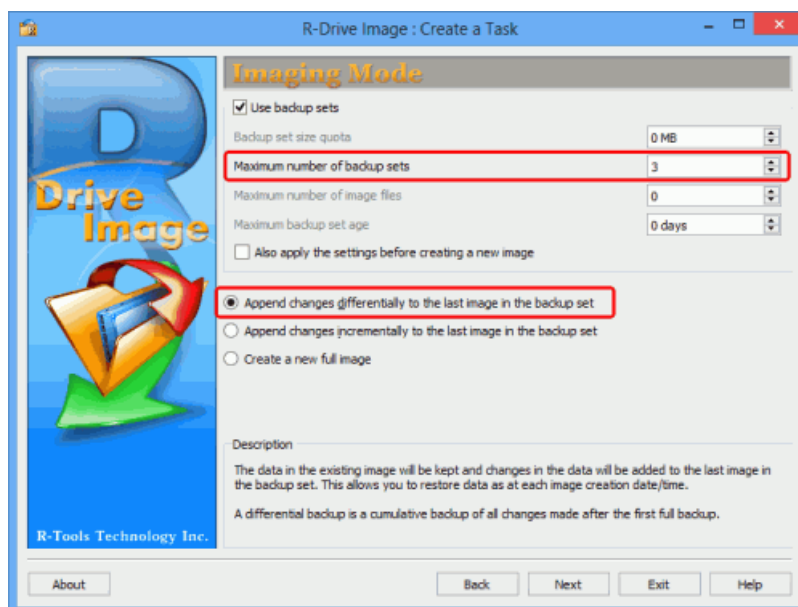 R-Drive Image : Create a Task
R
Drive
Image
R-Tools Technology Inc.
Imaging Mode
Use backup sets
Backup set size quota 0 MB
Maximum number of backup sets 3
Maximum number of image files 0
Maximum backup set age 0 days
Also apply the settings before creating a new image
Append changes differentially to the last image in the backup set
Append changes incrementally to the last image in the backup set
Create a new full image
Description
The data in the existing image will be kept and changes in the data will be added to the last image in
the backup set. This allows you to restore data as at each image creation date/time.
A differential backup is a cumulative backup of all changes made after the first full backup.
About Back Next Exit Help